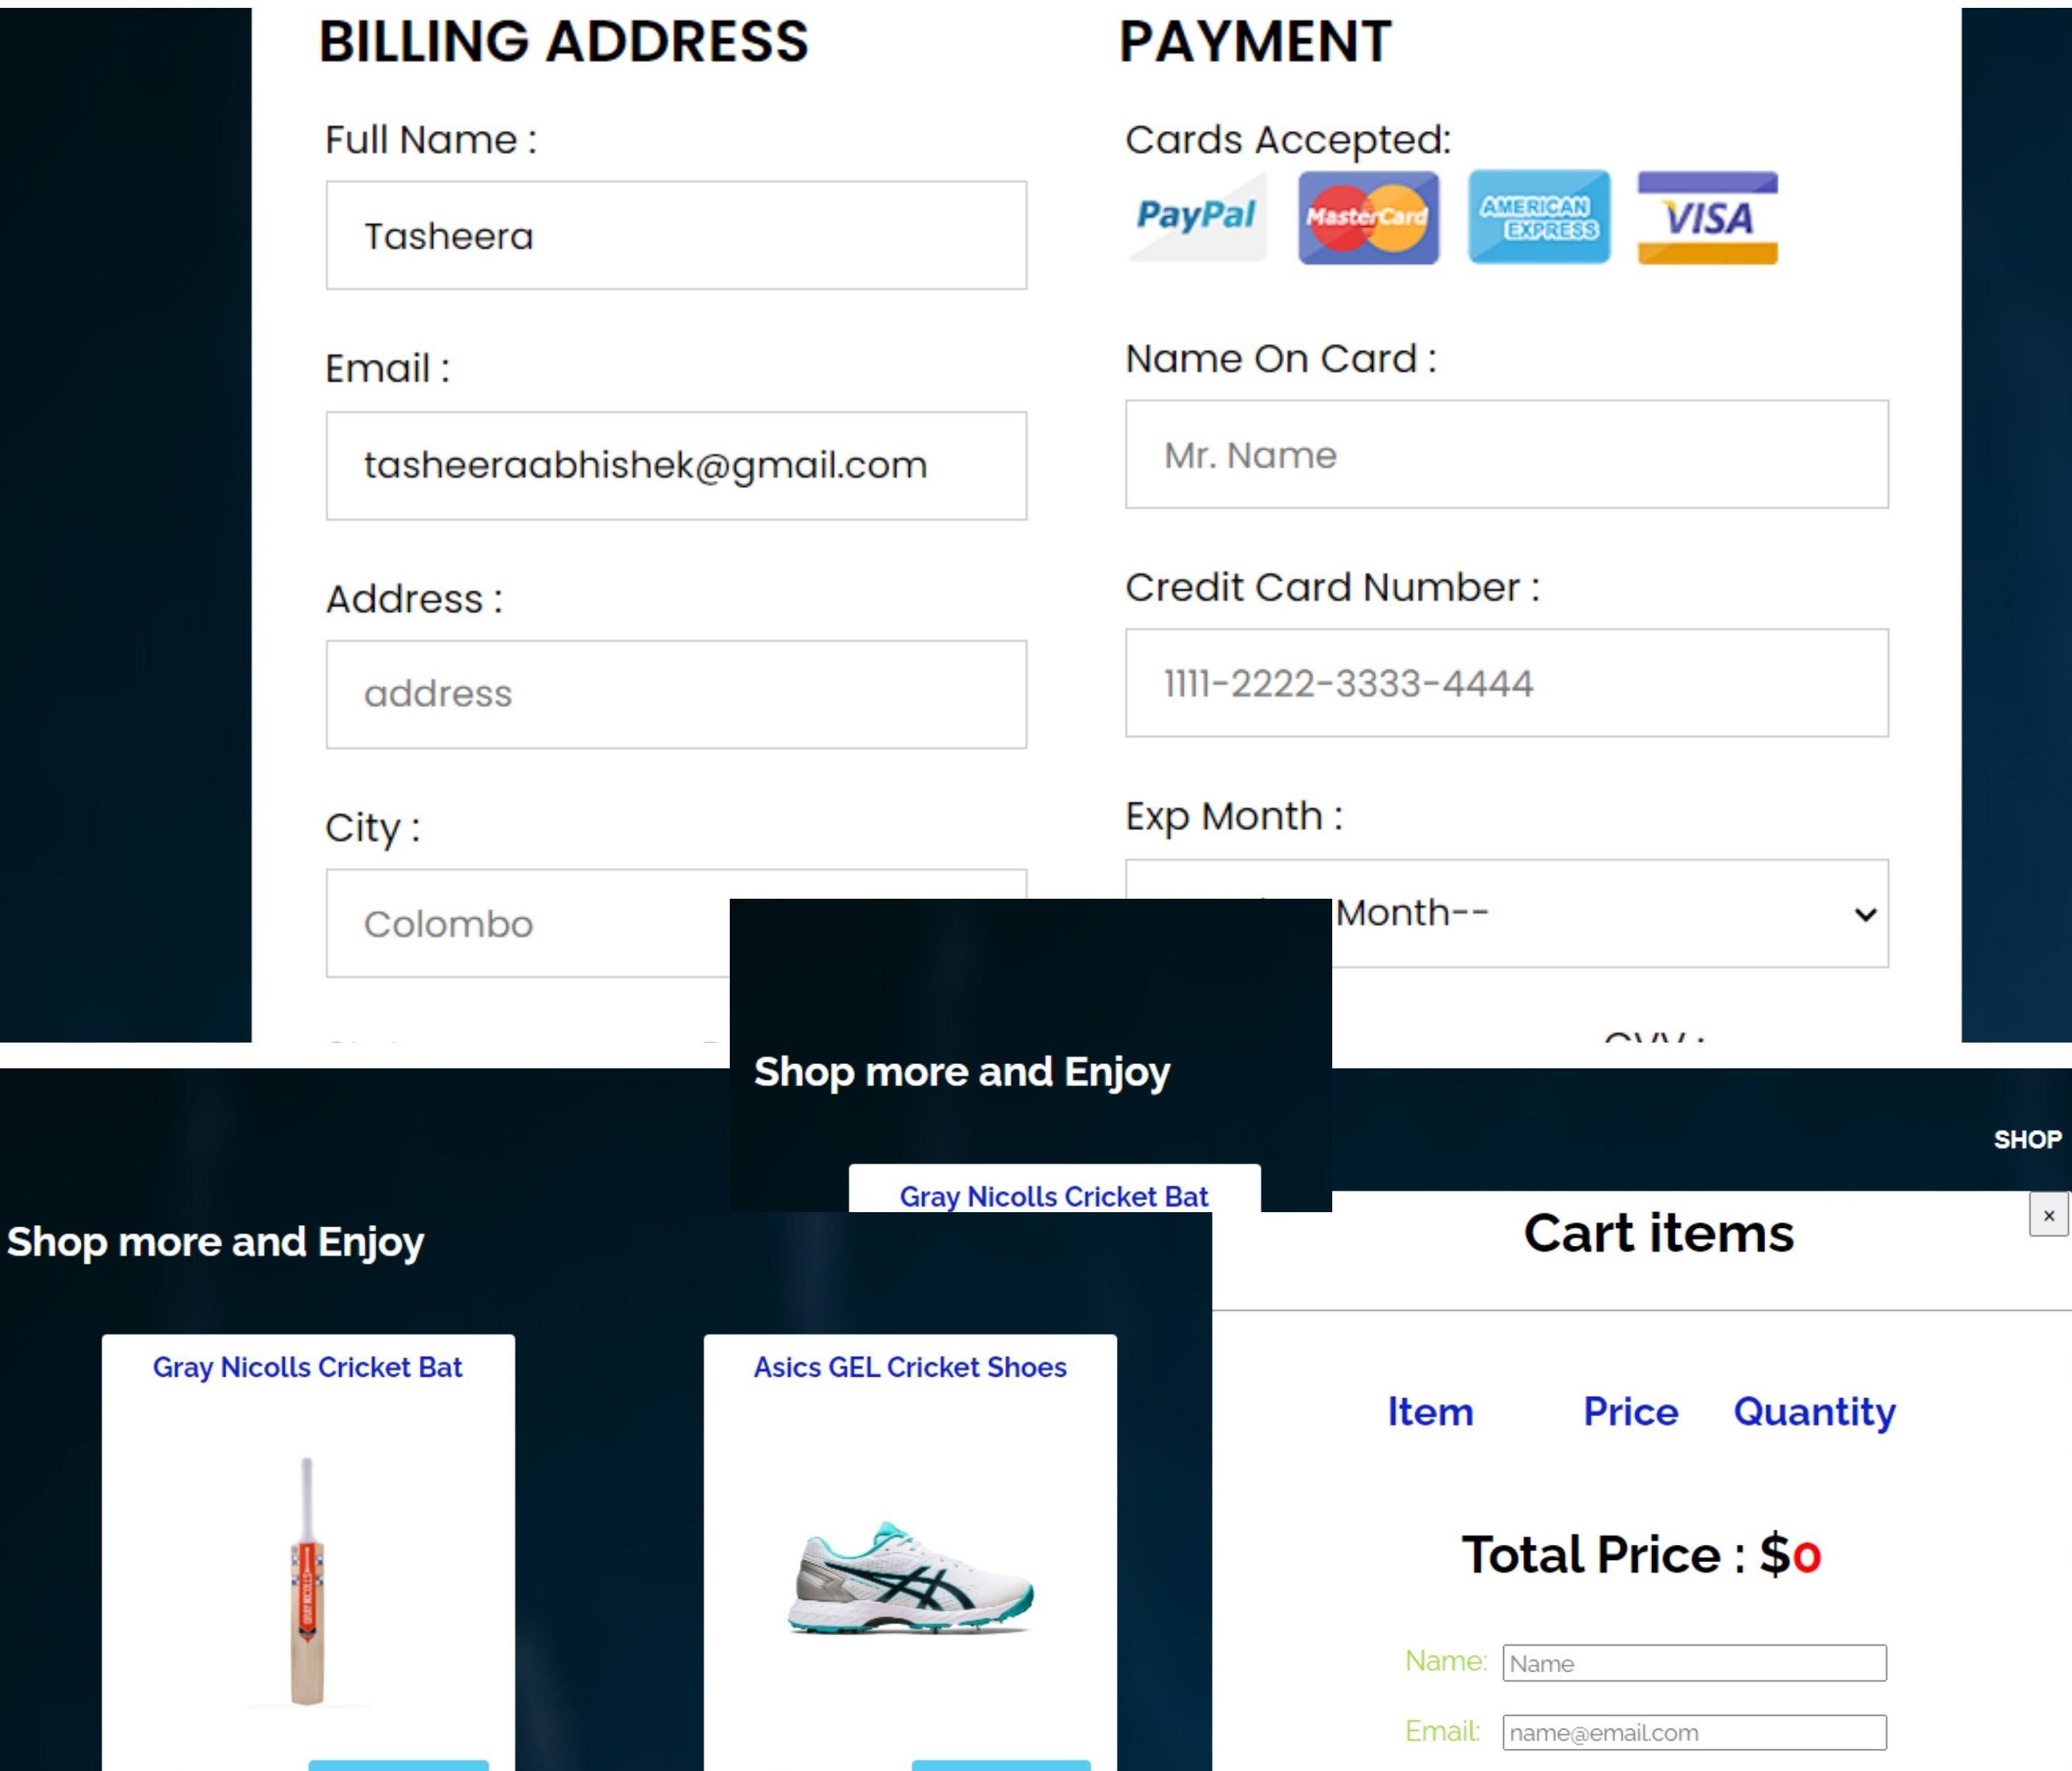 BILLING ADDRESS
Full Name :
Tasheera
Email :
tasheeraabhishek@gmail.com
Address :
address
City :
Colombo
PAYMENT
Cards Accepted:
PayPal MasterCard AMERICAN EXPRESS VISA
Name On Card :
Mr. Name
Credit Card Number :
1111-2222-3333-4444
Exp Month :
Month--
CVV :
Shop more and Enjoy
Gray Nicolls Cricket Bat
SHOP
Shop more and Enjoy
Gray Nicolls Cricket Bat
GRAY NICOLLS
Asics GEL Cricket Shoes
Cart items
×
Item Price Quantity
Total Price : $0
Name: Name
Email: name@email.com